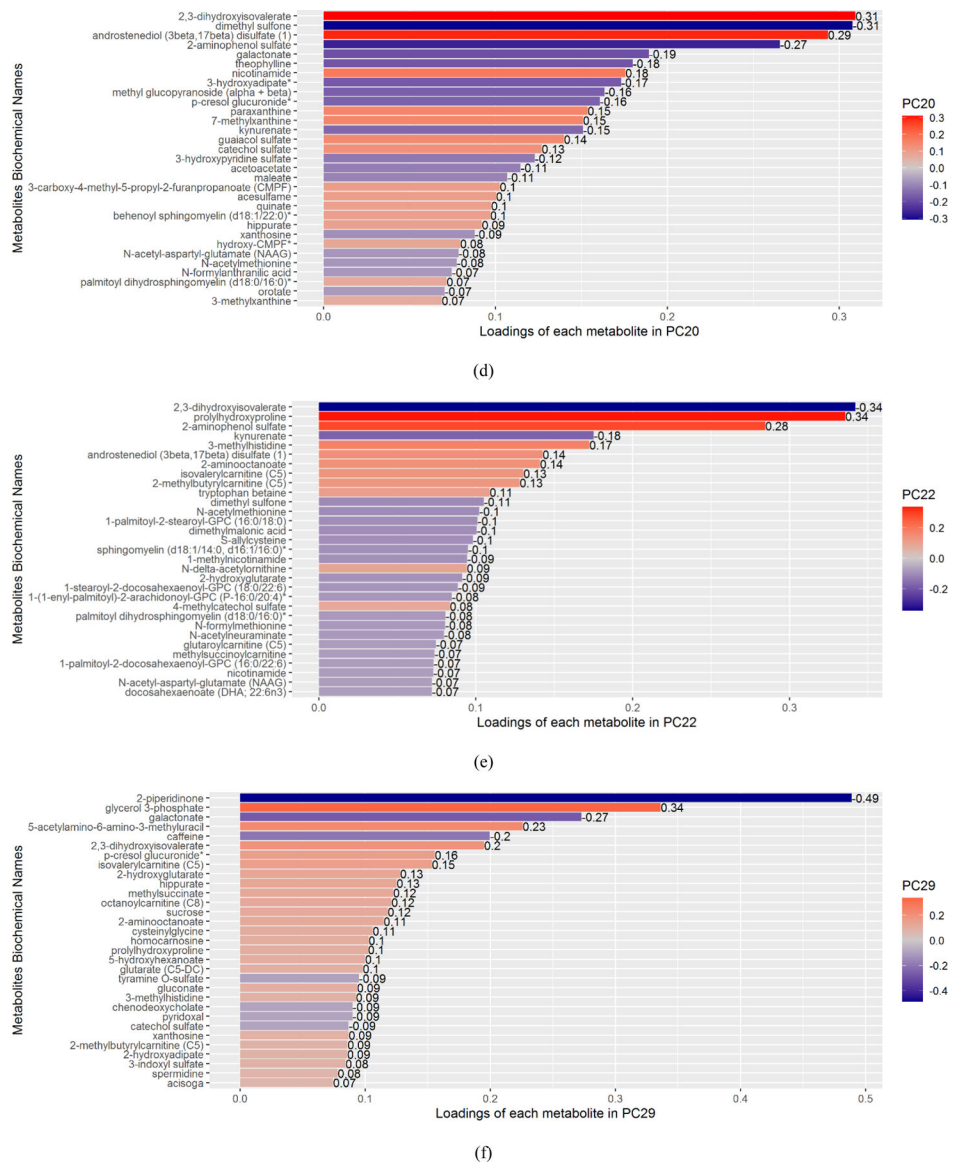 2,3-dihydroxyisovalerate 0.31
dimethyl sulfone -0.31
androstenediol (3beta,17beta) disulfate (1) 0.29
2-aminophenol sulfate -0.27
galactonate -0.19
theophylline -0.18
nicotinamide 0.18
3-hydroxyadipate* -0.17
methyl glucopyranoside (alpha + beta) -0.16
p-cresol glucuronide* -0.16
paraxanthine 0.15
7-methylxanthine 0.15
kynurenate -0.15
guaiacol sulfate 0.14
catechol sulfate 0.13
3-hydroxypyridine sulfate -0.12
acetoacetate -0.11
maleate -0.11
3-carboxy-4-methyl-5-propyl-2-furanpropanoate (CMPF) 0.1
acesulfame 0.1
quinate 0.1
behenoyl sphingomyelin (d18:1/22:0)* 0.1
hippurate 0.09
xanthosine -0.09
hydroxy-CMPF* 0.08
N-acetyl-aspartyl-glutamate (NAAG) -0.08
N-acetylmethionine -0.08
N-formylanthranilic acid -0.07
palmitoyl dihydrosphingomyelin (d18:0/16:0)* 0.07
orotate -0.07
3-methylxanthine 0.07
Metabolites Biochemical Names
0.0 0.1 0.2 0.3
Loadings of each metabolite in PC20
PC20
0.3
0.2
0.1
0.0
-0.1
-0.2
-0.3
(d)
2,3-dihydroxyisovalerate -0.34
prolylhydroxyproline 0.34
2-aminophenol sulfate 0.28
kynurenate -0.18
3-methylhistidine 0.17
androstenediol (3beta,17beta) disulfate (1) 0.14
2-aminooctanoate 0.14
isovalerylcarnitine (C5) 0.13
2-methylbutyrylcarnitine (C5) 0.13
tryptophan betaine 0.11
dimethyl sulfone -0.11
N-acetylmethionine -0.1
1-palmitoyl-2-stearoyl-GPC (16:0/18:0) -0.1
dimethylmalonic acid -0.1
S-allylcysteine -0.1
sphingomyelin (d18:1/14:0, d16:1/16:0)* -0.1
1-methylnicotinamide -0.09
N-delta-acetylornithine 0.09
2-hydroxyglutarate -0.09
1-stearoyl-2-docosahexaenoyl-GPC (18:0/22:6) -0.09
1-(1-enyl-palmitoyl)-2-arachidonoyl-GPC (P-16:0/20:4)* -0.08
4-methylcatechol sulfate 0.08
palmitoyl dihydrosphingomyelin (d18:0/16:0)* -0.08
N-formylmethionine -0.08
N-acetylneuraminate -0.08
glutaroylcarnitine (C5) -0.07
methylsuccinoylcarnitine -0.07
1-palmitoyl-2-docosahexaenoyl-GPC (16:0/22:6) -0.07
nicotinamide -0.07
N-acetyl-aspartyl-glutamate (NAAG) -0.07
docosahexaenoate (DHA; 22:6n3) -0.07
Metabolites Biochemical Names
0.0 0.1 0.2 0.3
Loadings of each metabolite in PC22
PC22
0.2
0.0
-0.2
(e)
2-piperidinone -0.49
glycerol 3-phosphate 0.34
galactonate -0.27
5-acetylamino-6-amino-3-methyluracil 0.23
caffeine -0.2
2,3-dihydroxyisovalerate 0.2
p-cresol glucuronide* 0.16
isovalerylcarnitine (C5) 0.15
2-hydroxyglutarate 0.13
hippurate 0.13
methylsuccinate 0.12
octanoylcarnitine (C8) 0.12
sucrose 0.12
2-aminooctanoate 0.11
cysteinylglycine 0.11
homocarnosine 0.1
prolylhydroxyproline 0.1
5-hydroxyhexanoate 0.1
glutarate (C5-DC) 0.1
tyramine O-sulfate -0.09
gluconate 0.09
3-methylhistidine 0.09
chenodeoxycholate -0.09
pyridoxal -0.09
catechol sulfate -0.09
xanthosine 0.09
2-methylbutyrylcarnitine (C5) 0.09
2-hydroxyadipate 0.09
3-indoxyl sulfate 0.08
spermidine 0.08
acisoga 0.07
Metabolites Biochemical Names
0.0 0.1 0.2 0.3 0.4 0.5
Loadings of each metabolite in PC29
PC29
0.2
0.0
-0.2
-0.4
(f)